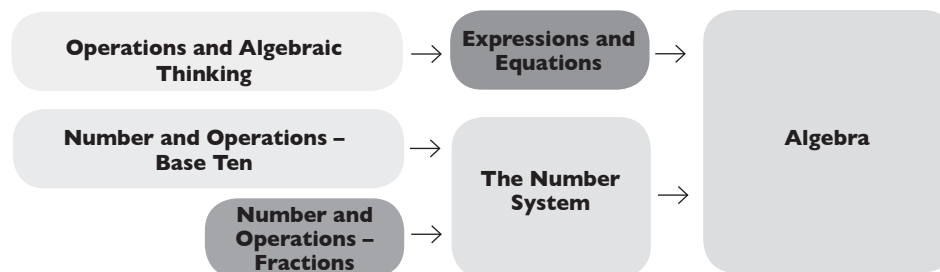 Operations and Algebraic
Thinking
Expressions and
Equations
Number and Operations –
Base Ten
The Number
System
Number and
Operations –
Fractions
Algebra